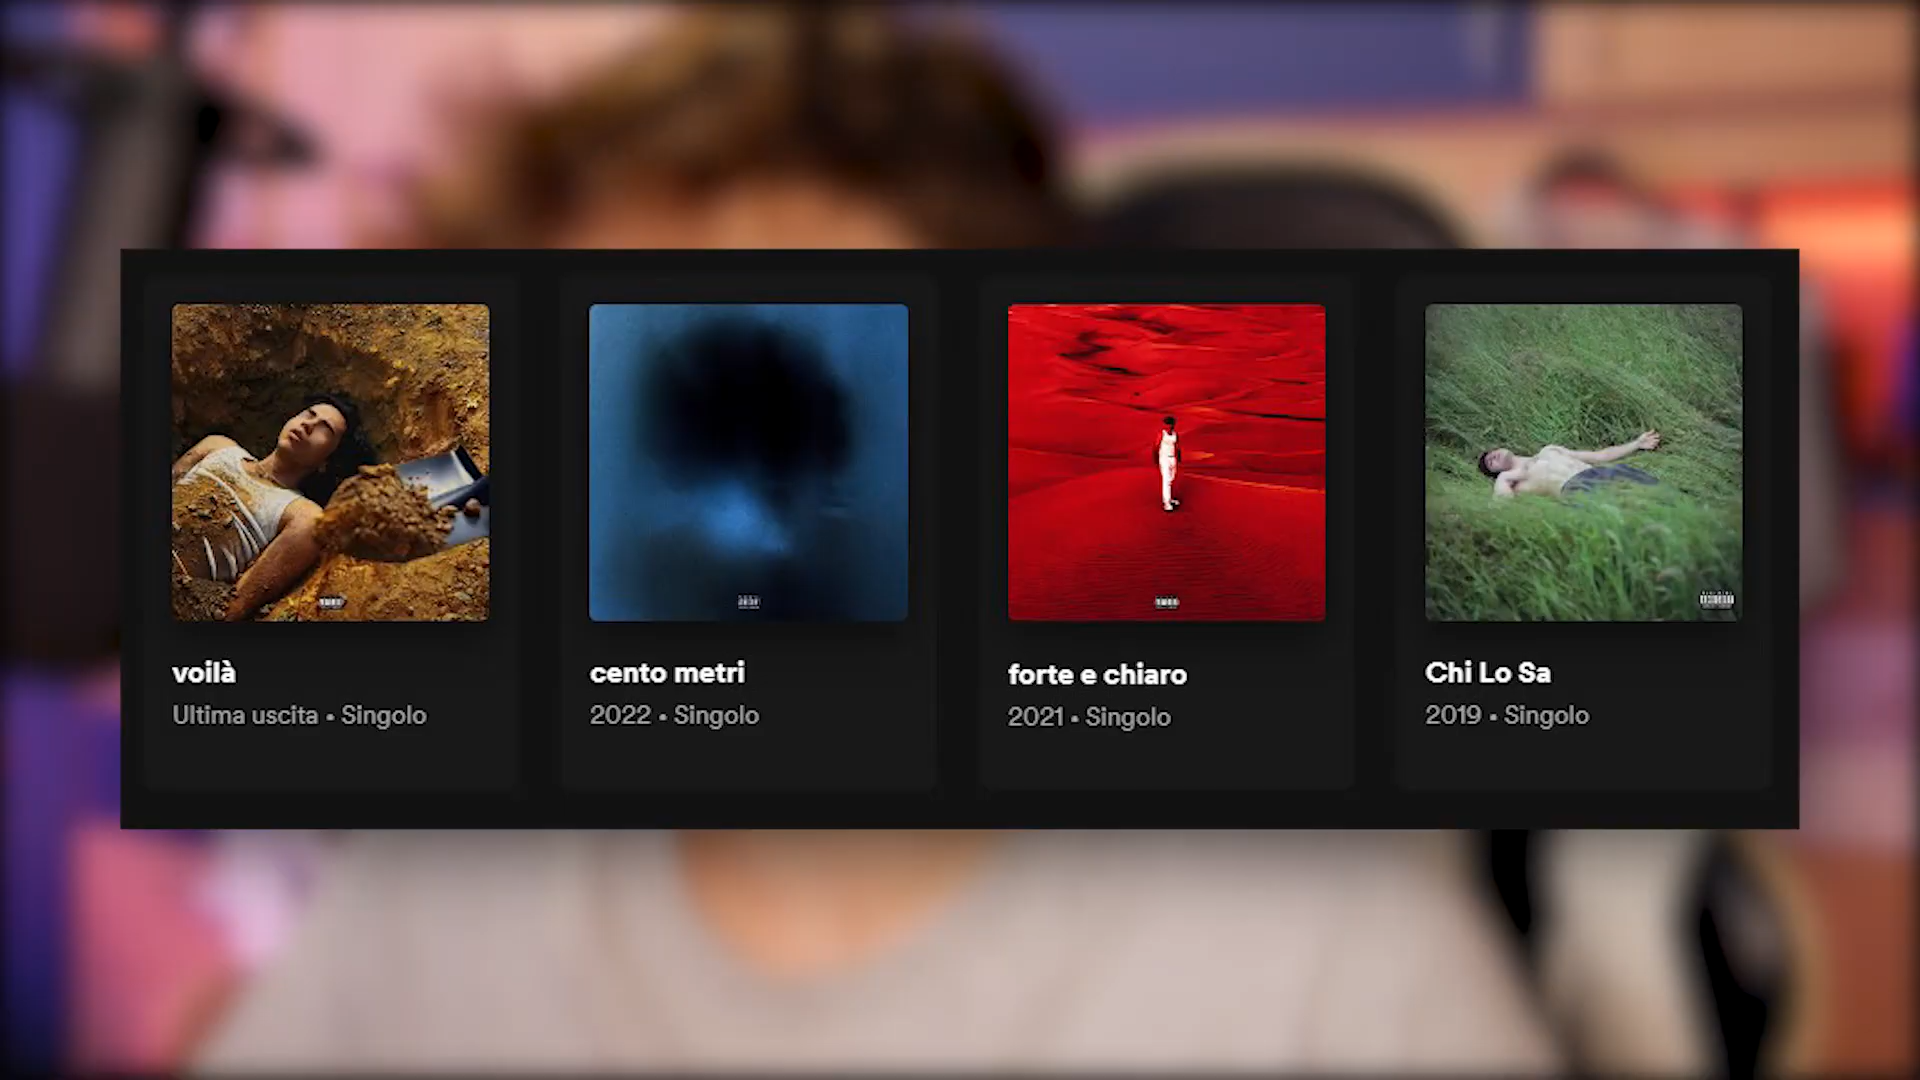 voilà
Ultima uscita • Singolo
cento metri
2022 • Singolo
forte e chiaro
2021 • Singolo
Chi Lo Sa
2019 • Singolo